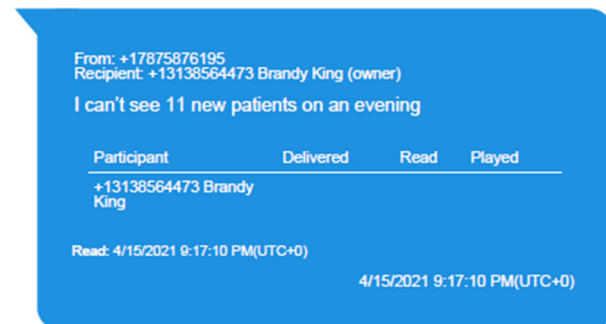 From: +17875876195
Recipient: +13138564473 Brandy King (owner)
I can't see 11 new patients on an evening
Participant Delivered Read Played
+13138564473 Brandy
King
Read: 4/15/2021 9:17:10 PM(UTC+0)
4/15/2021 9:17:10 PM(UTC+0)